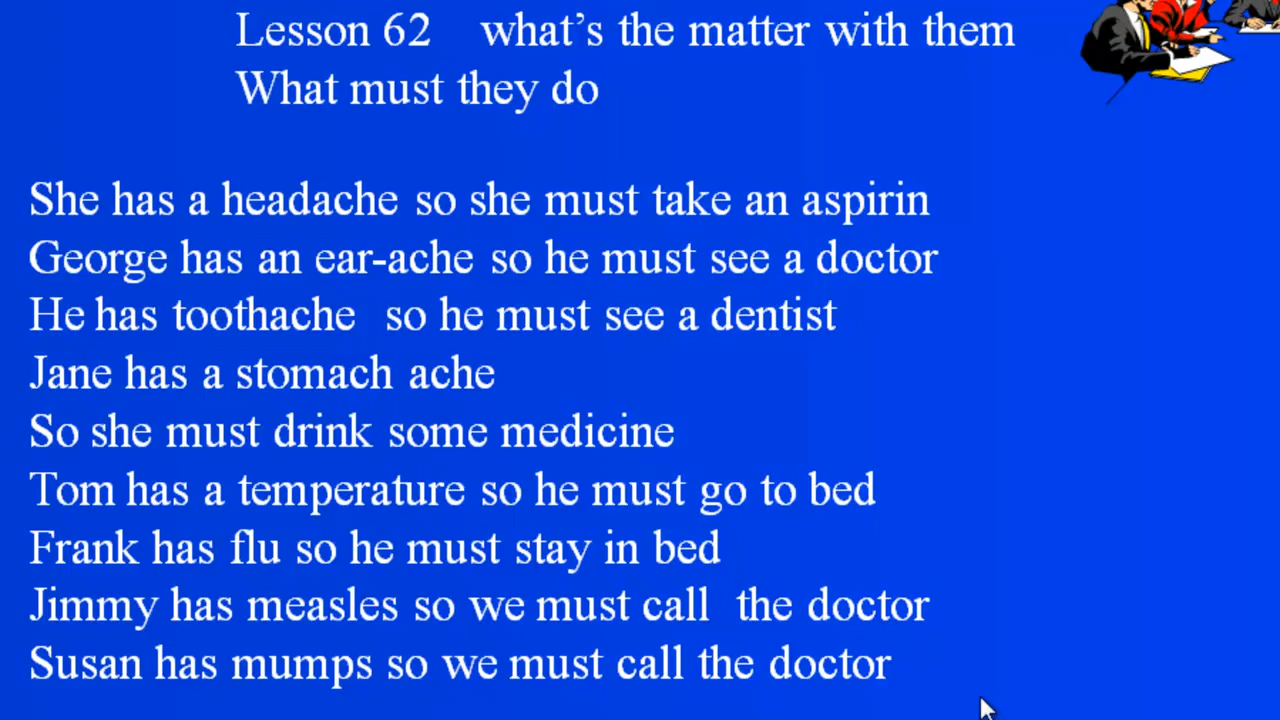 Lesson 62 what’s the matter with them
What must they do
She has a headache so she must take an aspirin
George has an ear-ache so he must see a doctor
He has toothache so he must see a dentist
Jane has a stomach ache
So she must drink some medicine
Tom has a temperature so he must go to bed
Frank has flu so he must stay in bed
Jimmy has measles so we must call the doctor
Susan has mumps so we must call the doctor